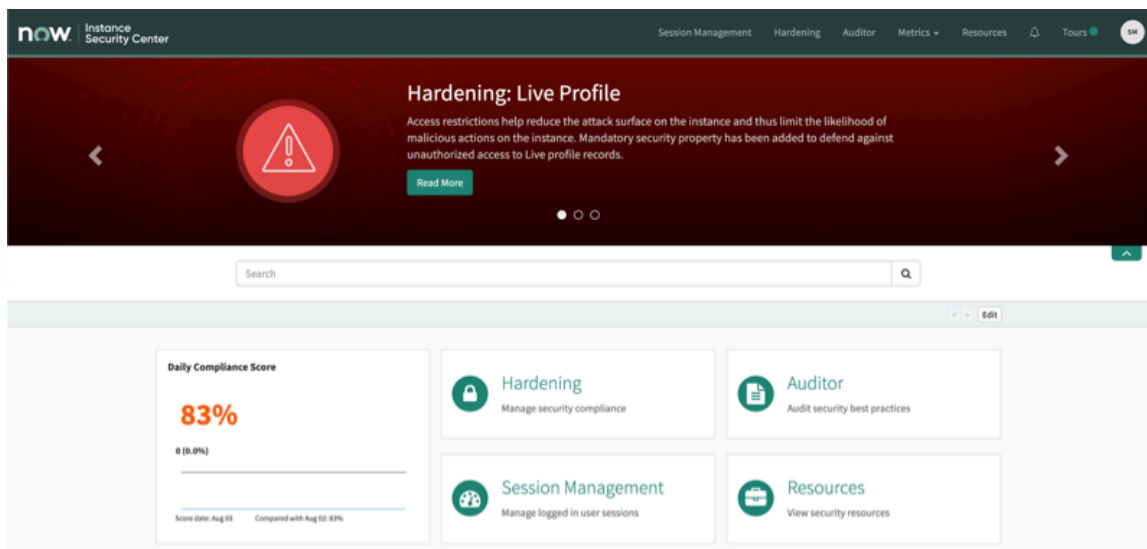 now.
Instance
Security Center
Session Management
Hardening
Auditor
Metrics
Resources
Tours
SM
Hardening: Live Profile
Access restrictions help reduce the attack surface on the instance and thus limit the likelihood of
malicious actions on the instance. Mandatory security property has been added to defend against
unauthorized access to Live profile records.
Read More
Search
Edit
Daily Compliance Score
83%
0 (0.0%)
Score date: Aug 03
Compared with Aug 02: 83%
Hardening
Manage security compliance
Auditor
Audit security best practices
Session Management
Manage logged in user sessions
Resources
View security resources